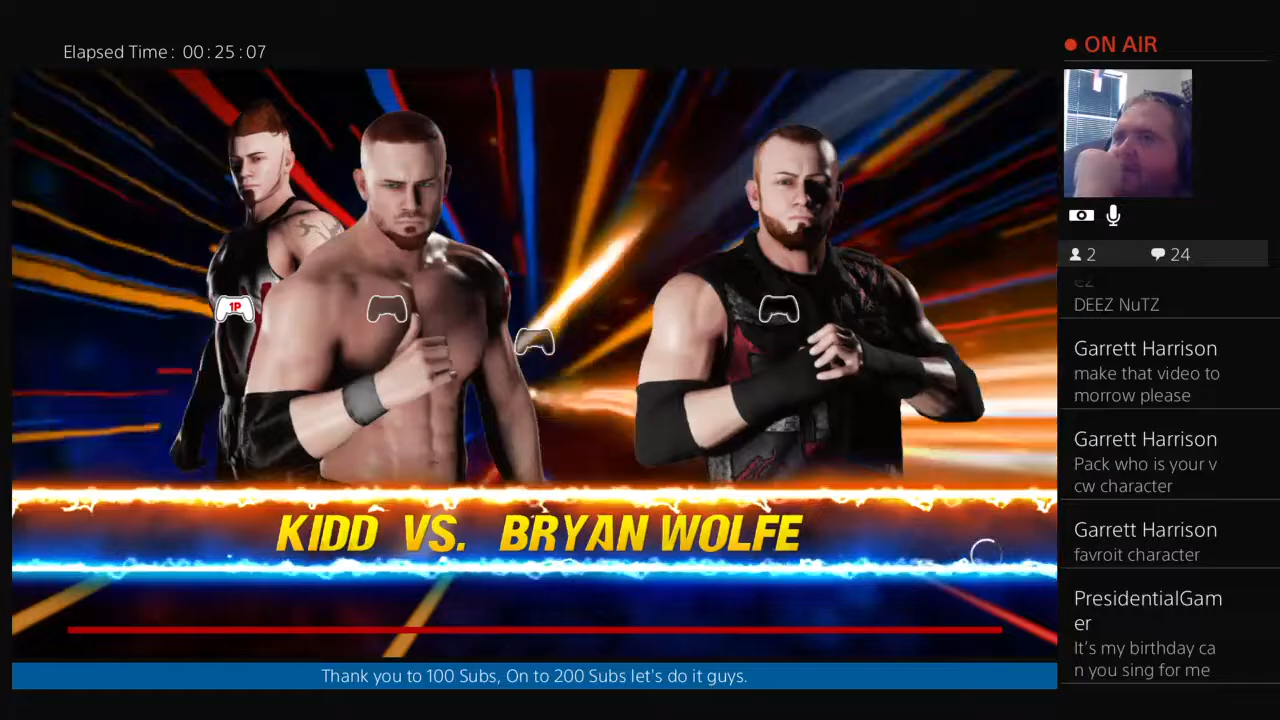 Elapsed Time: 00:25:07
ON AIR
1P
2
24
DEEZ NuTZ
Garrett Harrison
make that video to
morrow please
Garrett Harrison
Pack who is your v
cw character
Garrett Harrison
favroit character
PresidentialGam
er
It's my birthday ca
n you sing for me
KIDD VS. BRYAN WOLFE
Thank you to 100 Subs, On to 200 Subs let's do it guys.